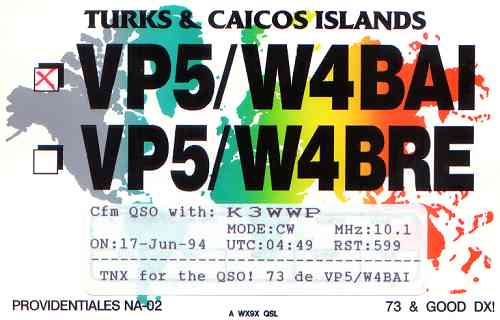 TURKS & CAICOS ISLANDS
VP5/W4BAI
VP5/W4BRE
Cfm QSO with: K3WWP
MODE:CW MHz:10.1
ON:17-Jun-94 UTC:04:49 RST:599
TNX for the QSO! 73 de VP5/W4BAI
PROVIDENTIALES NA-02 A WX9X QSL 73 & GOOD DX!